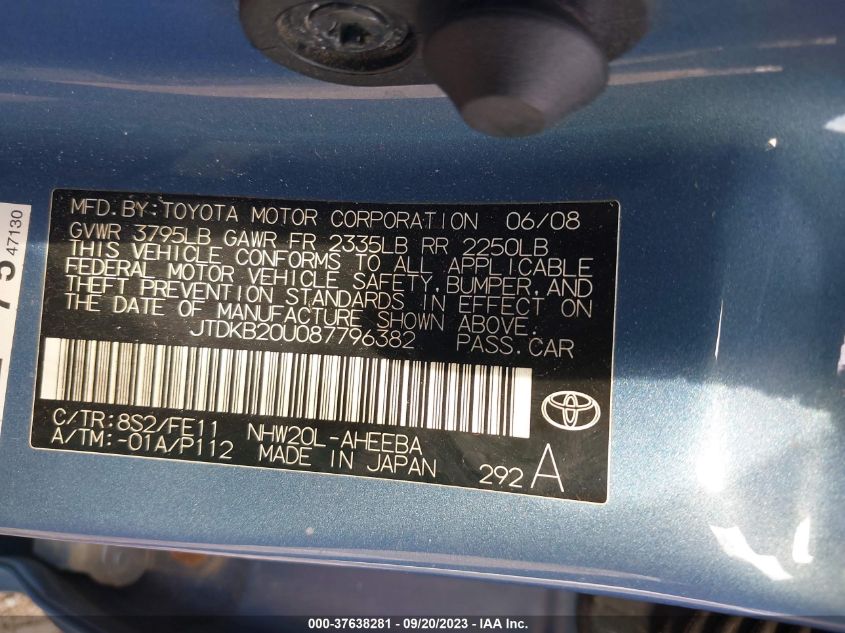 MFD.BY:TOYOTA MOTOR CORPORATION 06/08
GVWR 3795LB GAWR FR 2335LB RR 2250LB
THIS VEHICLE CONFORMS TO ALL APPLICABLE
FEDERAL MOTOR VEHICLE SAFETY,BUMPER,AND
THEFT PREVENTION STANDARDS IN EFFECT ON
THE DATE OF MANUFACTURE SHOWN ABOVE.
JTDKB20U087796382 PASS.CAR
C/TR:8S2/FE11 NHW20L-AHEEBA
A/TM:-01A/P112 MADE IN JAPAN
292 A
47130
000-37638281 - 09/20/2023 - IAA Inc.